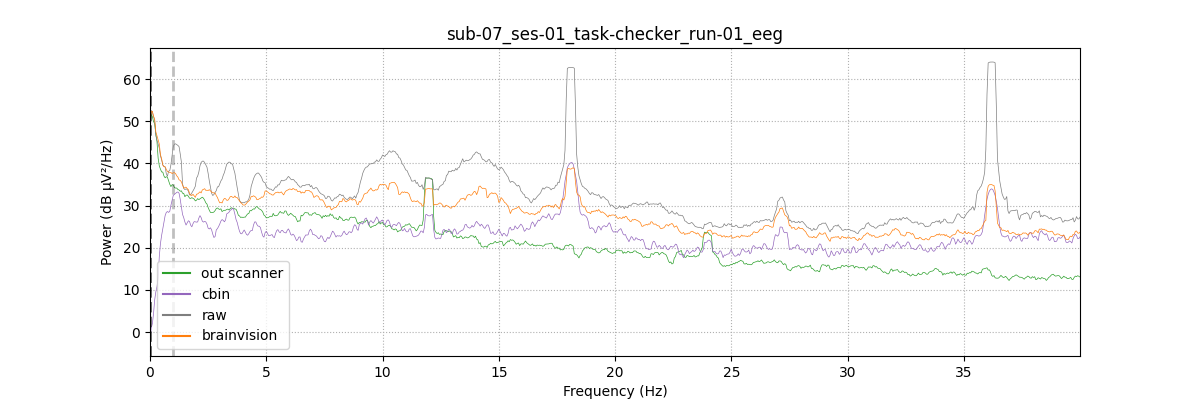 sub-07_ses-01_task-checker_run-01_eeg
Power (dB µV²/Hz)
60
50
40
30
20
10
0
out scanner
cbin
raw
brainvision
0 5 10 15 20 25 30 35
Frequency (Hz)